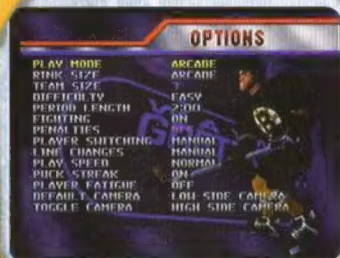 OPTIONS
PLAY MODE ARCADE
RINK SIZE ARCADE
TEAM SIZE 3
DIFFICULTY EASY
PERIOD LENGTH 2:00
FIGHTING ON
PENALTIES
PLAYER SWITCHING MANUAL
LINE CHANGES MANUAL
PLAY SPEED NORMAL
PUCK STREAK ON
PLAYER FATIGUE OFF
DEFAULT CAMERA LOW SIDE CAMERA
TOGGLE CAMERA HIGH SIDE CAMERA